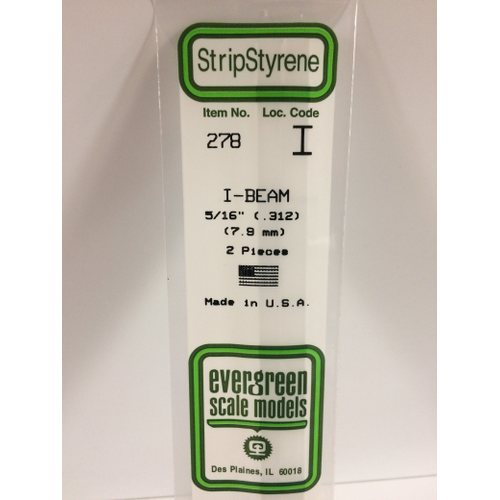 StripStyrene
Item No. Loc. Code
278 I
I-BEAM
5/16" (.312)
(7.9 mm)
2 Pieces
Made in U.S.A.
evergreen
scale models
Des Plaines, IL 60018